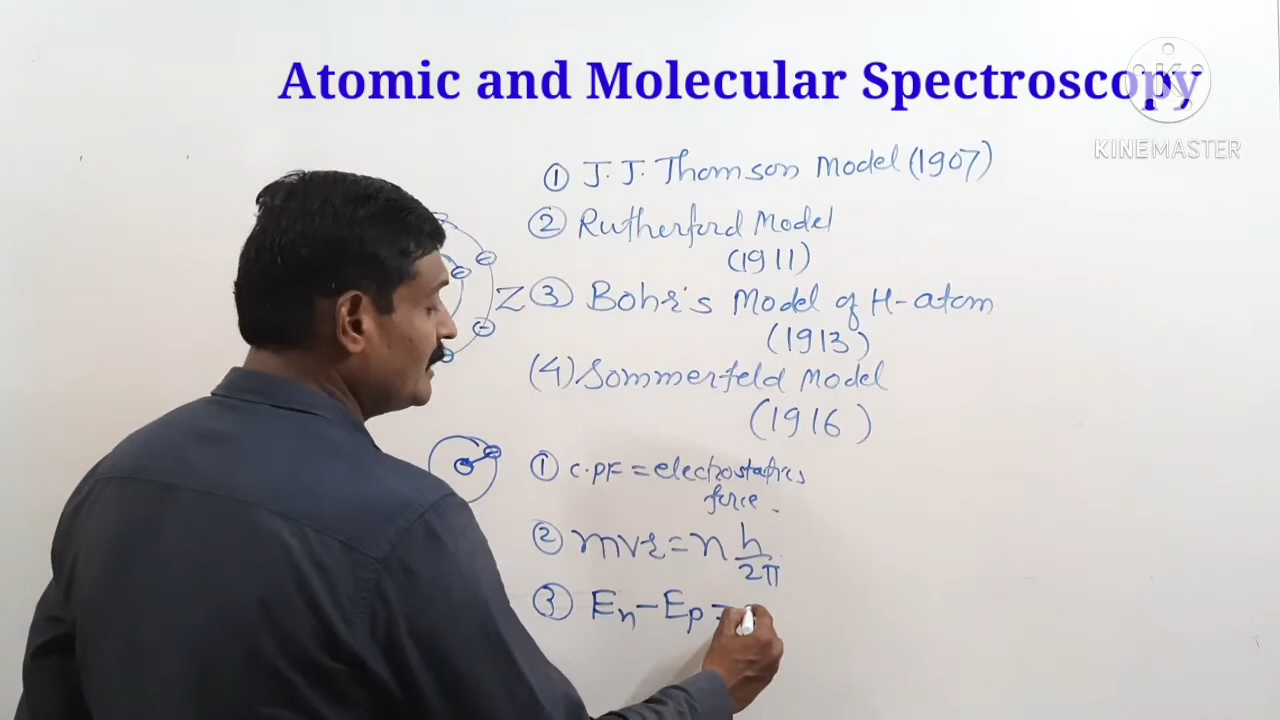 Atomic and Molecular Spectroscopy
K
KINEMASTER
① J.J. Thomson Model (1907)
② Rutherford Model
(1911)
Z ③ Bohr's Model of H-atom
(1913)
(4) Sommerfeld Model
(1916)
① C.PF = electrostatics
force.
② mvr = n h/2π
③ En - Ep =